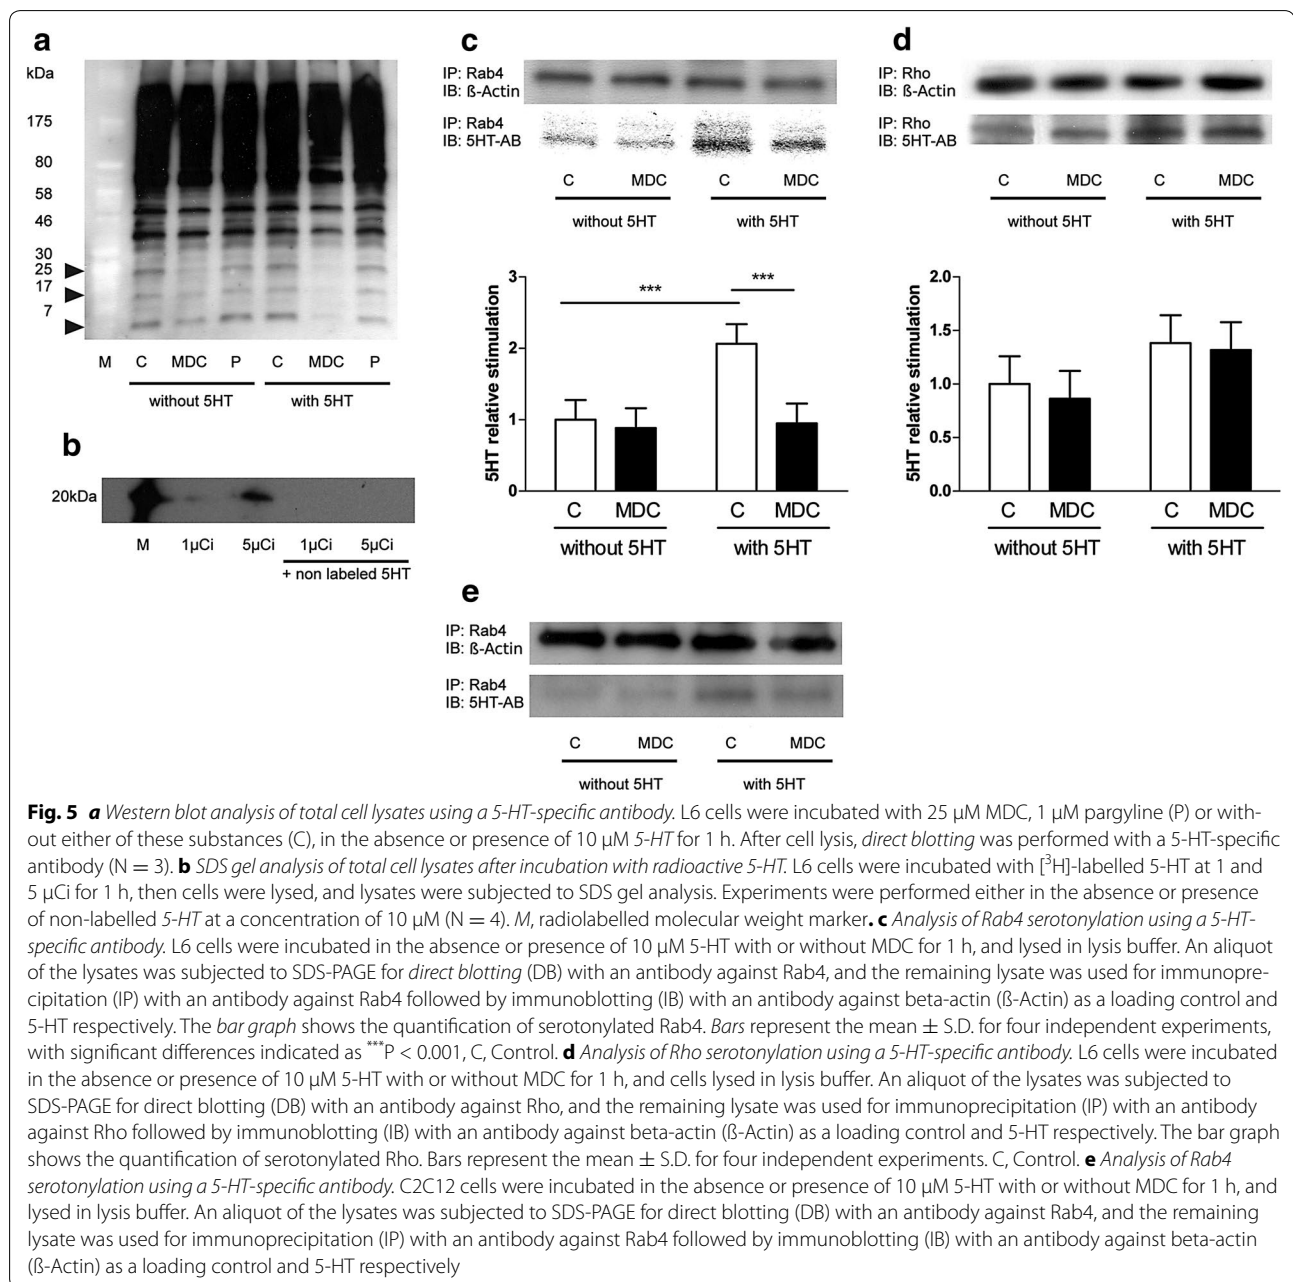 a
kDa
175
80
58
46
30
25
17
7
M C MDC P C MDC P
without 5HT with 5HT
b
20kDa
M 1µCi 5µCi 1µCi 5µCi
+ non labeled 5HT
c
IP: Rab4
IB: ß-Actin
IP: Rab4
IB: 5HT-AB
C MDC C MDC
without 5HT with 5HT
5HT relative stimulation
3
2
1
0
*** ***
C MDC C MDC
without 5HT with 5HT
d
IP: Rho
IB: ß-Actin
IP: Rho
IB: 5HT-AB
C MDC C MDC
without 5HT with 5HT
5HT relative stimulation
2.0
1.5
1.0
0.5
0.0
C MDC C MDC
without 5HT with 5HT
e
IP: Rab4
IB: ß-Actin
IP: Rab4
IB: 5HT-AB
C MDC C MDC
without 5HT with 5HT
Fig. 5 a Western blot analysis of total cell lysates using a 5-HT-specific antibody. L6 cells were incubated with 25 µM MDC, 1 µM pargyline (P) or with-
out either of these substances (C), in the absence or presence of 10 µM 5-HT for 1 h. After cell lysis, direct blotting was performed with a 5-HT-specific
antibody (N = 3). b SDS gel analysis of total cell lysates after incubation with radioactive 5-HT. L6 cells were incubated with [³H]-labelled 5-HT at 1 and
5 µCi for 1 h, then cells were lysed, and lysates were subjected to SDS gel analysis. Experiments were performed either in the absence or presence
of non-labelled 5-HT at a concentration of 10 µM (N = 4). M, radiolabelled molecular weight marker. c Analysis of Rab4 serotonylation using a 5-HT-
specific antibody. L6 cells were incubated in the absence or presence of 10 µM 5-HT with or without MDC for 1 h, and lysed in lysis buffer. An aliquot
of the lysates was subjected to SDS-PAGE for direct blotting (DB) with an antibody against Rab4, and the remaining lysate was used for immunopre-
cipitation (IP) with an antibody against Rab4 followed by immunoblotting (IB) with an antibody against beta-actin (ß-Actin) as a loading control and
5-HT respectively. The bar graph shows the quantification of serotonylated Rab4. Bars represent the mean ± S.D. for four independent experiments,
with significant differences indicated as ***P < 0.001, C, Control. d Analysis of Rho serotonylation using a 5-HT-specific antibody. L6 cells were incubated
in the absence or presence of 10 µM 5-HT with or without MDC for 1 h, and cells lysed in lysis buffer. An aliquot of the lysates was subjected to
SDS-PAGE for direct blotting (DB) with an antibody against Rho, and the remaining lysate was used for immunoprecipitation (IP) with an antibody
against Rho followed by immunoblotting (IB) with an antibody against beta-actin (ß-Actin) as a loading control and 5-HT respectively. The bar graph
shows the quantification of serotonylated Rho. Bars represent the mean ± S.D. for four independent experiments. C, Control. e Analysis of Rab4
serotonylation using a 5-HT-specific antibody. C2C12 cells were incubated in the absence or presence of 10 µM 5-HT with or without MDC for 1 h, and
lysed in lysis buffer. An aliquot of the lysates was subjected to SDS-PAGE for direct blotting (DB) with an antibody against Rab4, and the remaining
lysate was used for immunoprecipitation (IP) with an antibody against Rab4 followed by immunoblotting (IB) with an antibody against beta-actin
(ß-Actin) as a loading control and 5-HT respectively